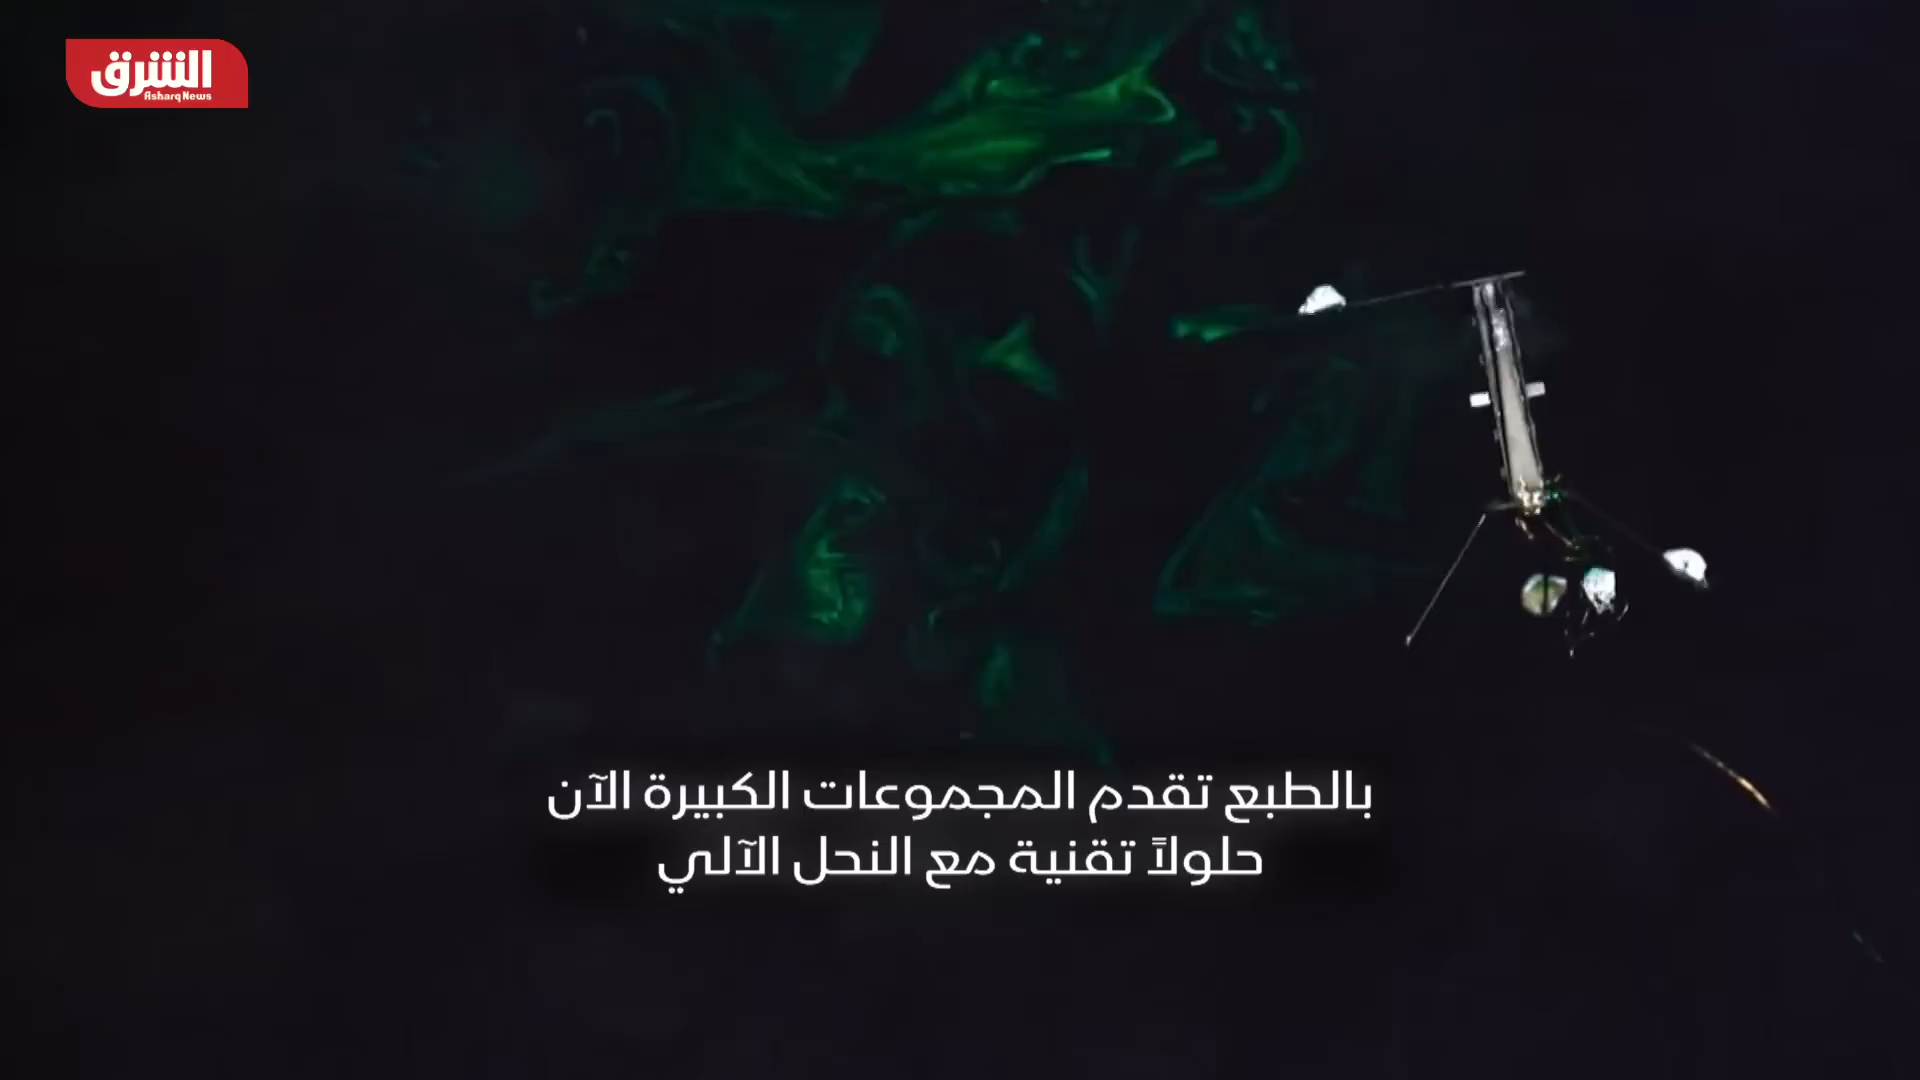 الشرق
Asharq News
بالطبع تقدم المجموعات الكبيرة الآن
حلولاً تقنية مع النحل الآلي